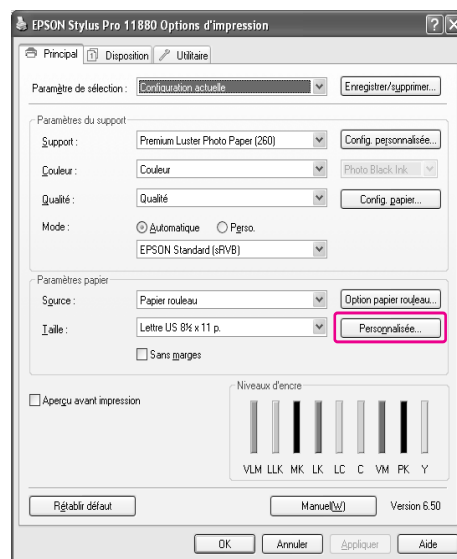 EPSON Stylus Pro 11880 Options d'impression
Principal Disposition Utilitaire
Paramètre de sélection : Configuration actuelle Enregistrer/supprimer...
Paramètres du support
Support : Premium Luster Photo Paper (260) Config. personnalisée...
Couleur : Couleur Photo Black Ink
Qualité : Qualité Config. papier...
Mode : Automatique Perso.
EPSON Standard (sRVB)
Paramètres papier
Source : Papier rouleau Option papier rouleau...
Taille : Lettre US 8½ x 11 p. Personnalisée...
Sans marges
Aperçu avant impression
Niveaux d'encre
VLM LLK MK LK LC C VM PK Y
Rétablir défaut Manuel(W) Version 6.50
OK Annuler Appliquer Aide